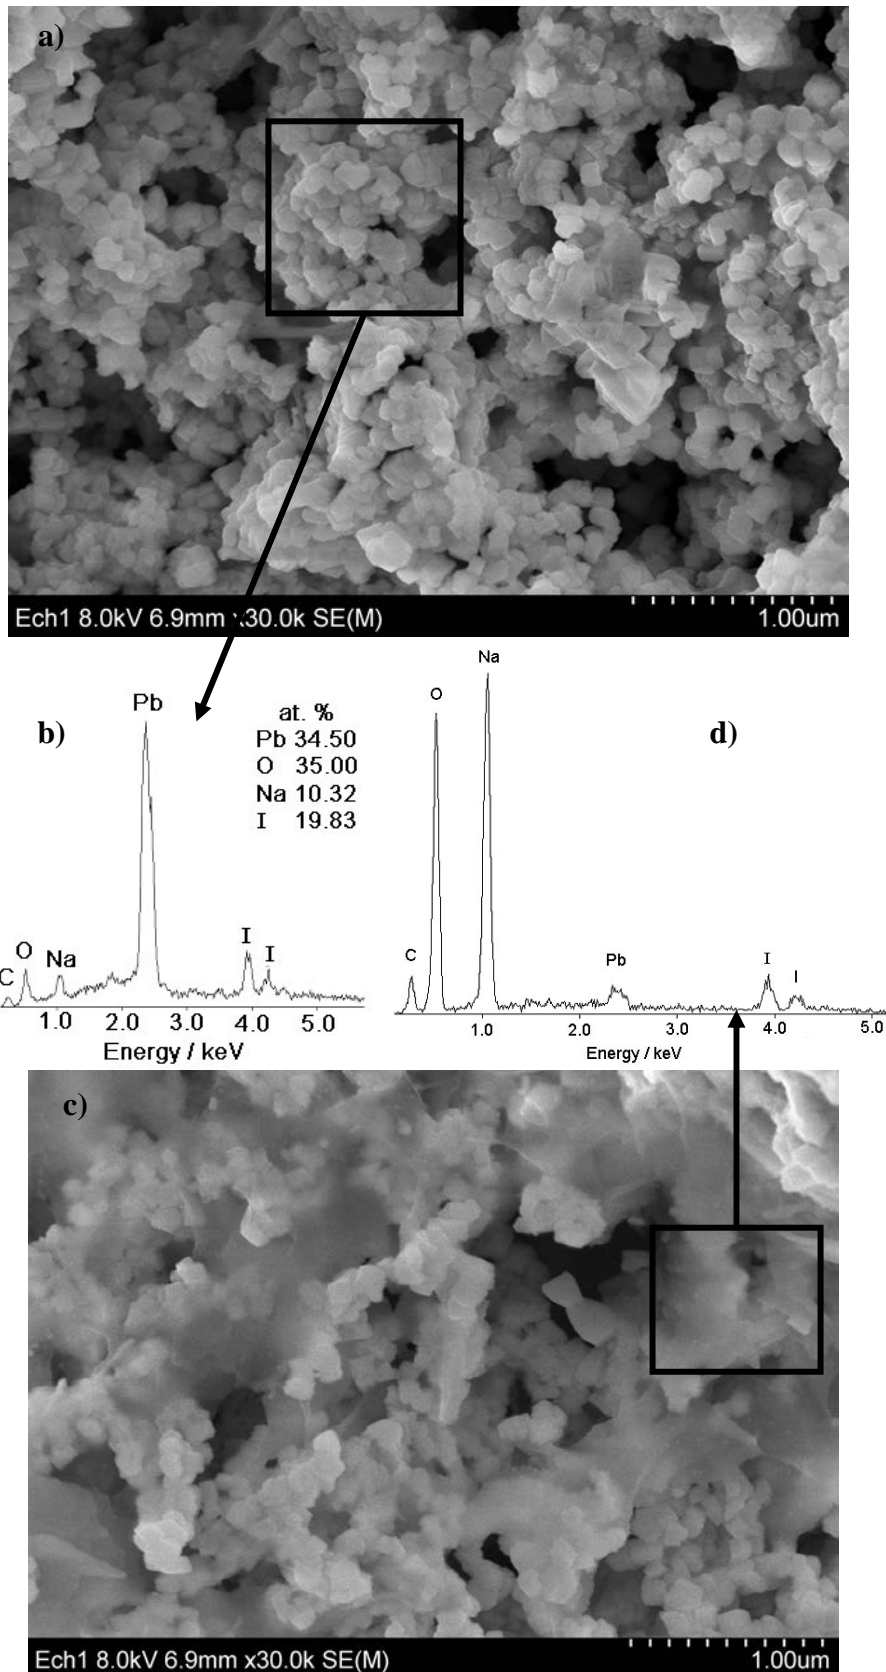 a)
Ech1 8.0kV 6.9mm x30.0k SE(M) 1.00um
b)
Pb
at. %
Pb 34.50
O 35.00
Na 10.32
I 19.83
C O Na I I
1.0 2.0 3.0 4.0 5.0
Energy / keV
d)
Na
O
C Pb I I
1.0 2.0 3.0 4.0 5.0
Energy / keV
c)
Ech1 8.0kV 6.9mm x30.0k SE(M) 1.00um